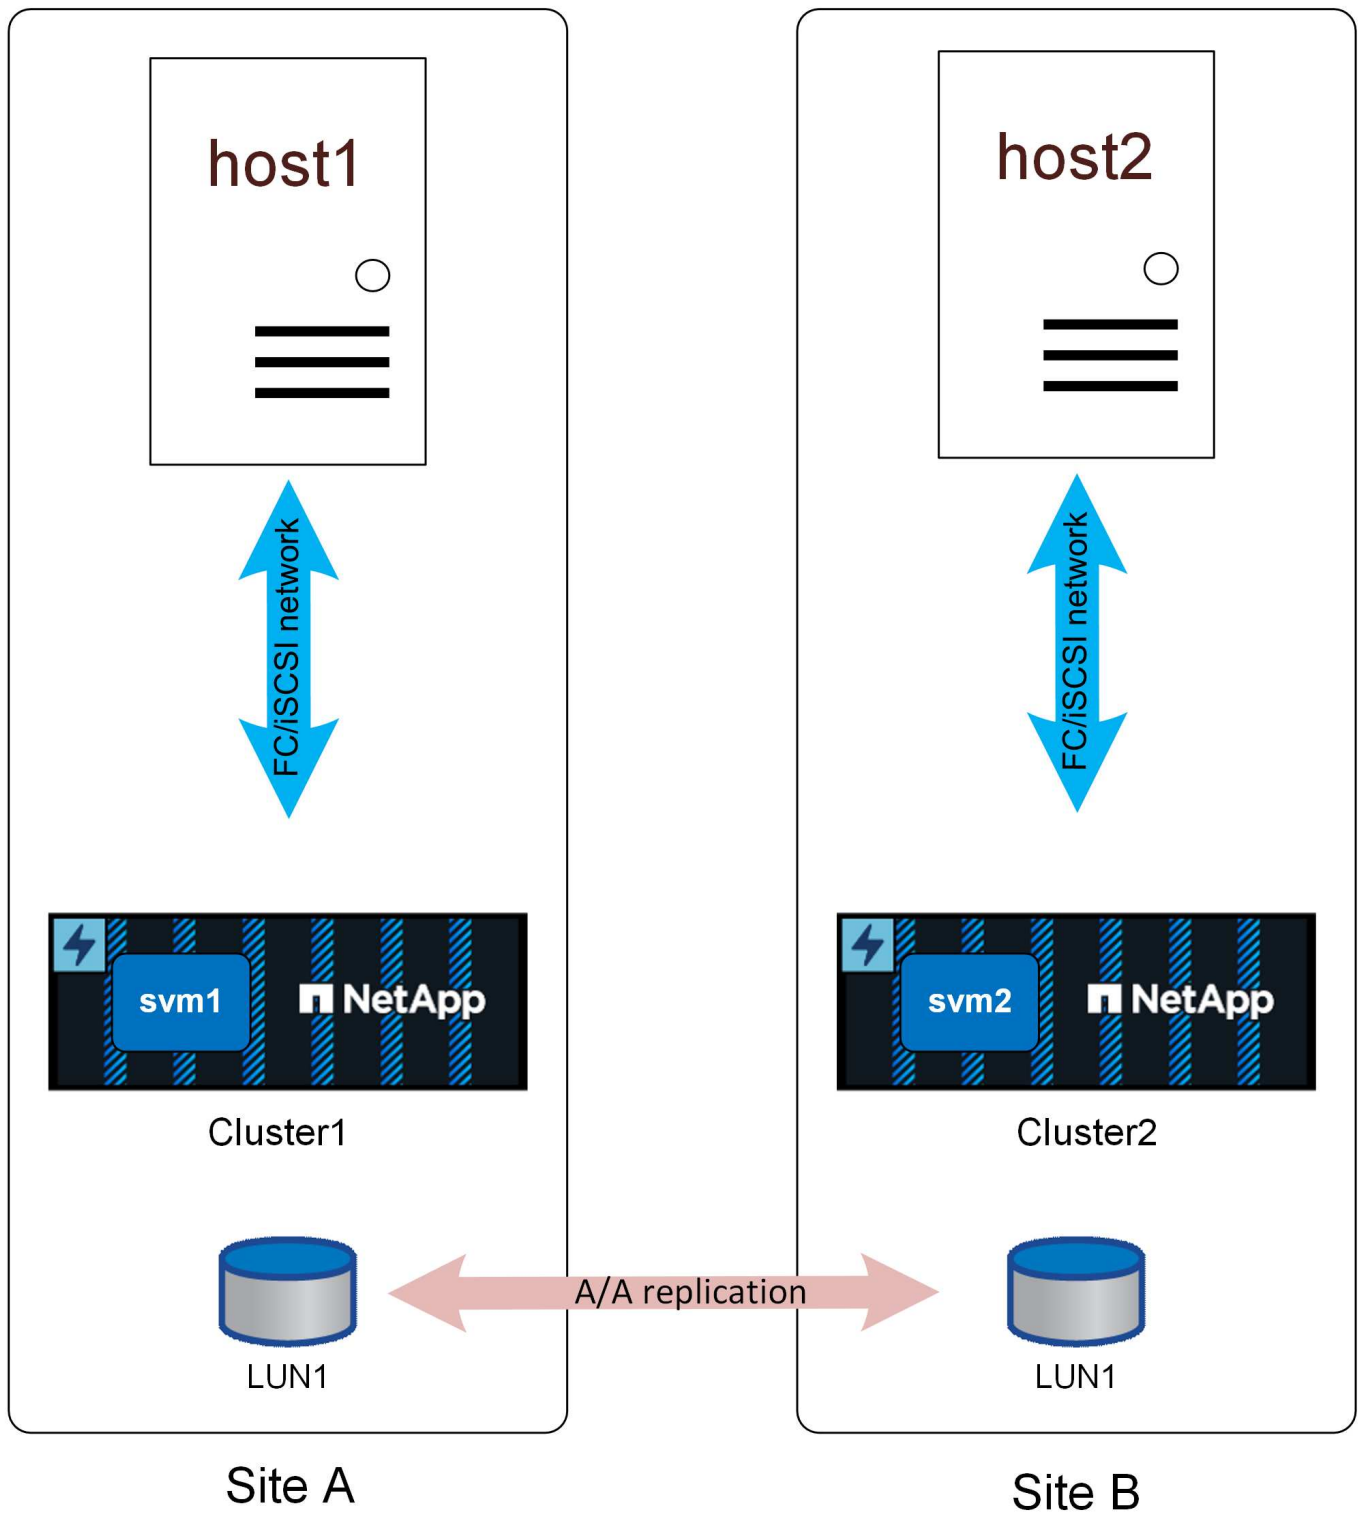 host1
host2
FC/iSCSI network
FC/iSCSI network
svm1
NetApp
svm2
NetApp
Cluster1
Cluster2
A/A replication
LUN1
LUN1
Site A
Site B